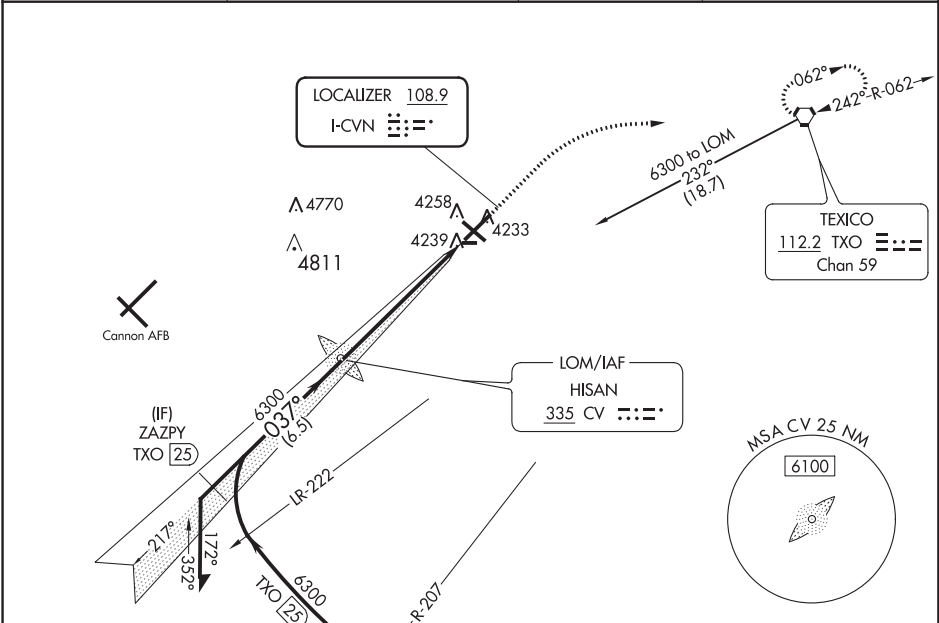 LOCALIZER 108.9
I-CVN
062°
242°
R-062
6300 to LOM
232°
(18.7)
TEXICO
112.2 TXO
Chan 59
4770
4258
4233
4239
4811
Cannon AFB
LOM/IAF
HISAN
335 CV
6300
037°
(6.5)
(IF)
ZAZPY
TXO 25
LR-222
MSA CV 25 NM
6100
217°
352°
172°
6300
TXO 25
R-207